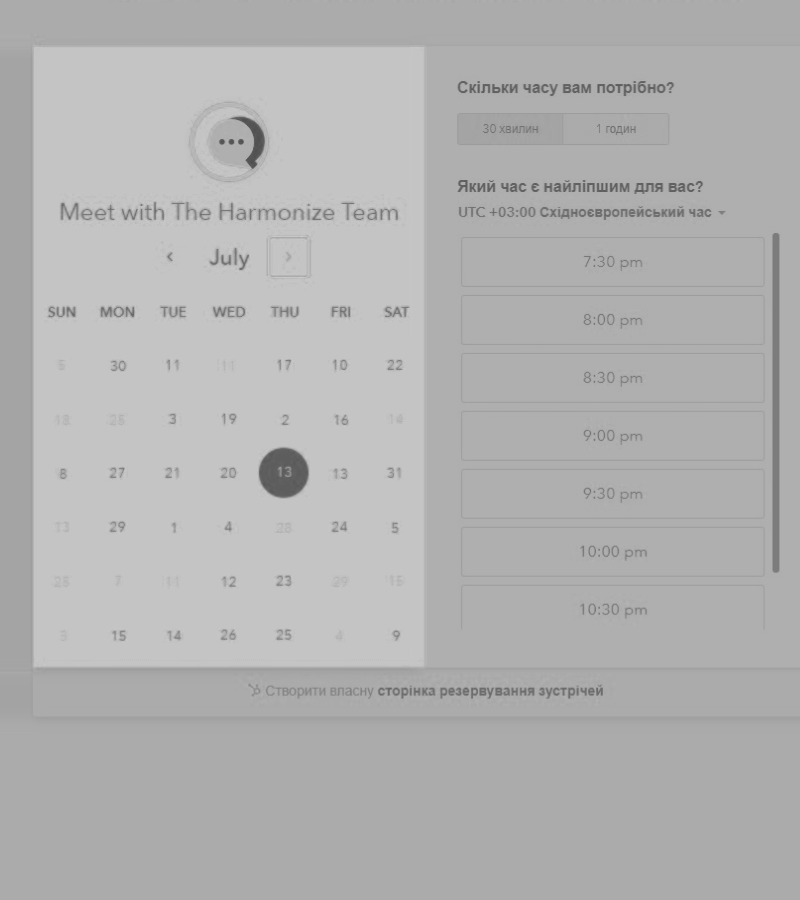 Meet with The Harmonize Team
July
SUN MON TUE WED THU FRI SAT
5 30 11 11 17 10 22
18 25 3 19 2 16 14
8 27 21 20 13 13 31
13 29 1 4 28 24 5
25 7 11 12 23 29 15
3 15 14 26 25 4 9
Скільки часу вам потрібно?
30 хвилин 1 годин
Який час є найліпшим для вас?
UTC +03:00 Східноєвропейський час
7:30 pm
8:00 pm
8:30 pm
9:00 pm
9:30 pm
10:00 pm
10:30 pm
Створити власну сторінка резервування зустрічей